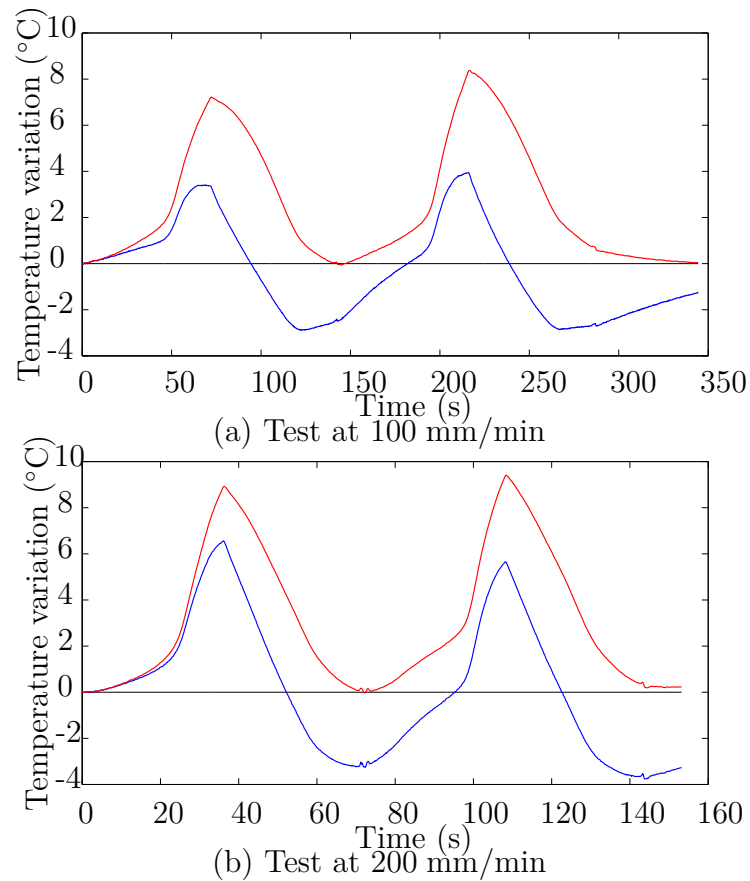 Temperature variation (°C)
10
8
6
4
2
0
-2
-4
0 50 100 150 200 250 300 350
Time (s)
(a) Test at 100 mm/min
Temperature variation (°C)
10
8
6
4
2
0
-2
-4
0 20 40 60 80 100 120 140 160
Time (s)
(b) Test at 200 mm/min